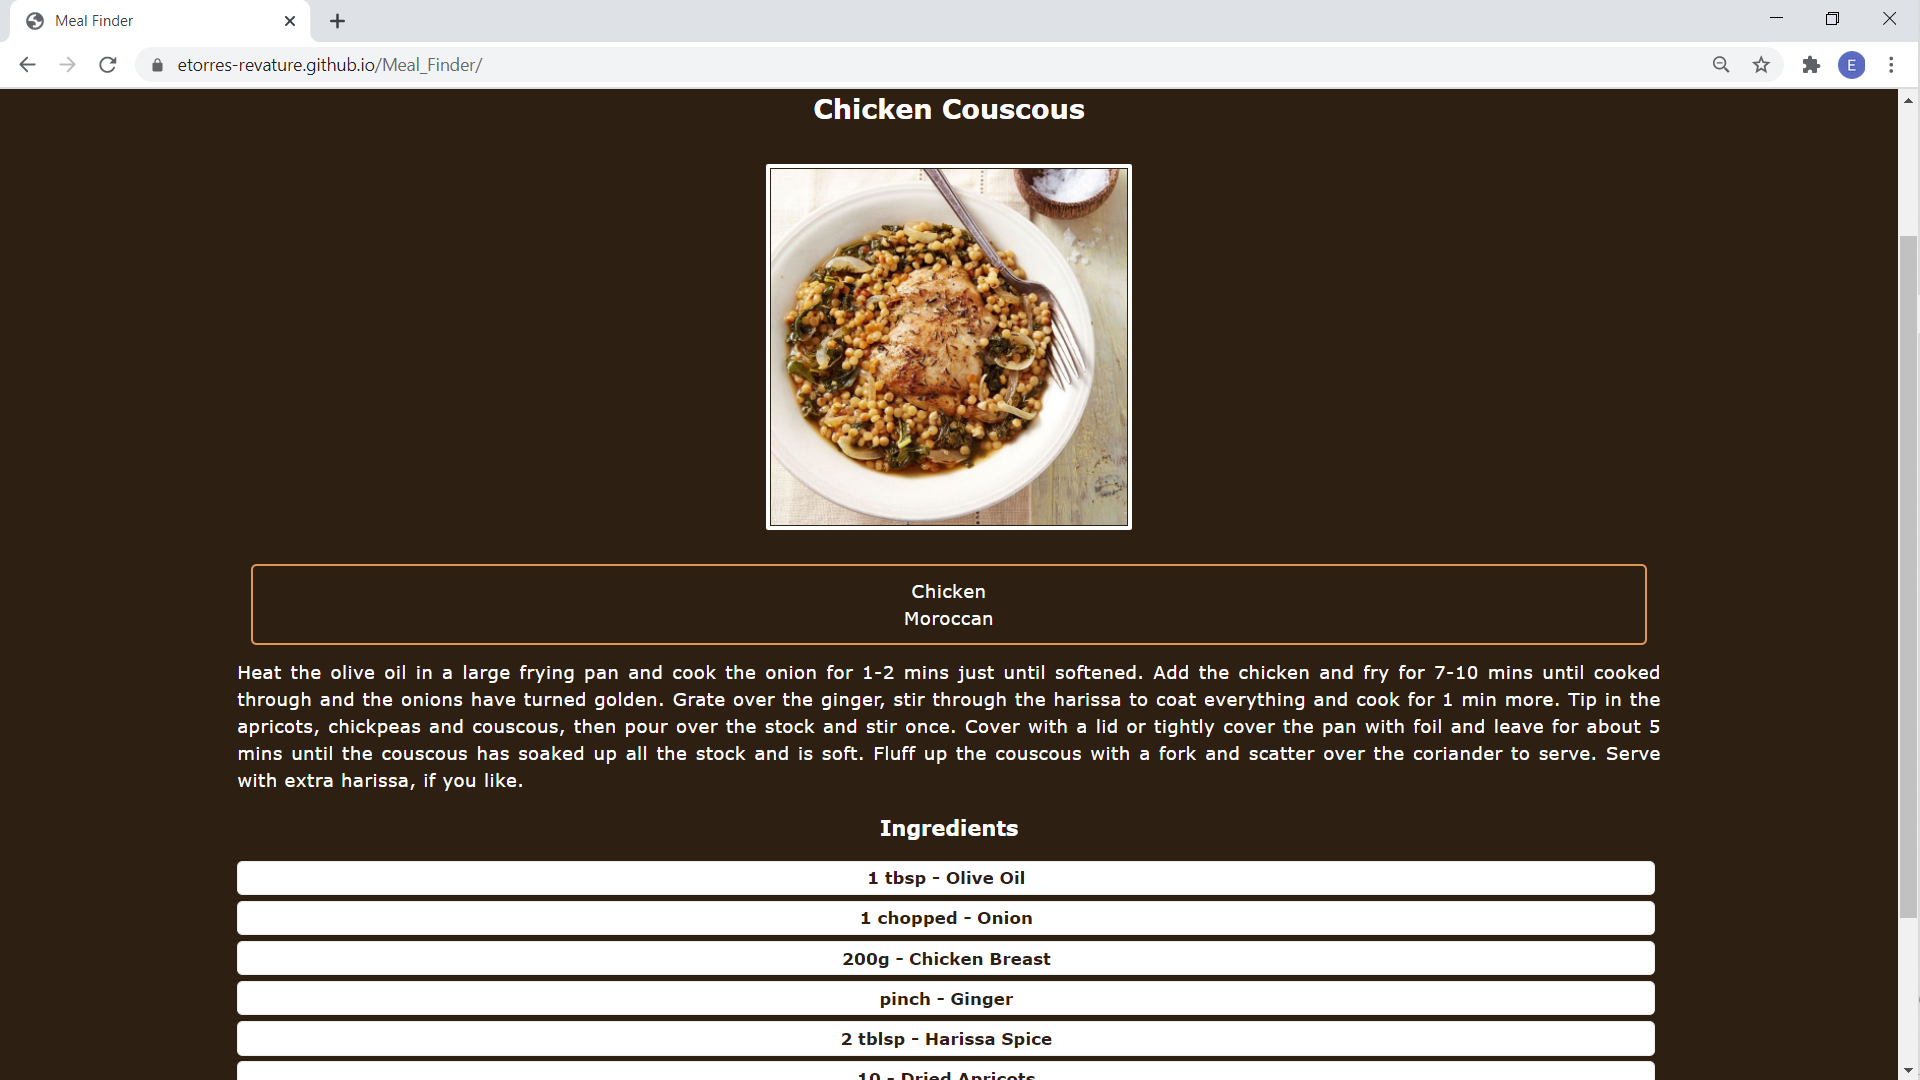 Meal Finder
etorres-revature.github.io/Meal_Finder/
E
Chicken Couscous
Chicken
Moroccan
Heat the olive oil in a large frying pan and cook the onion for 1-2 mins just until softened. Add the chicken and fry for 7-10 mins until cooked
through and the onions have turned golden. Grate over the ginger, stir through the harissa to coat everything and cook for 1 min more. Tip in the
apricots, chickpeas and couscous, then pour over the stock and stir once. Cover with a lid or tightly cover the pan with foil and leave for about 5
mins until the couscous has soaked up all the stock and is soft. Fluff up the couscous with a fork and scatter over the coriander to serve. Serve
with extra harissa, if you like.
Ingredients
1 tbsp - Olive Oil
1 chopped - Onion
200g - Chicken Breast
pinch - Ginger
2 tblsp - Harissa Spice
10 - Dried Apricots